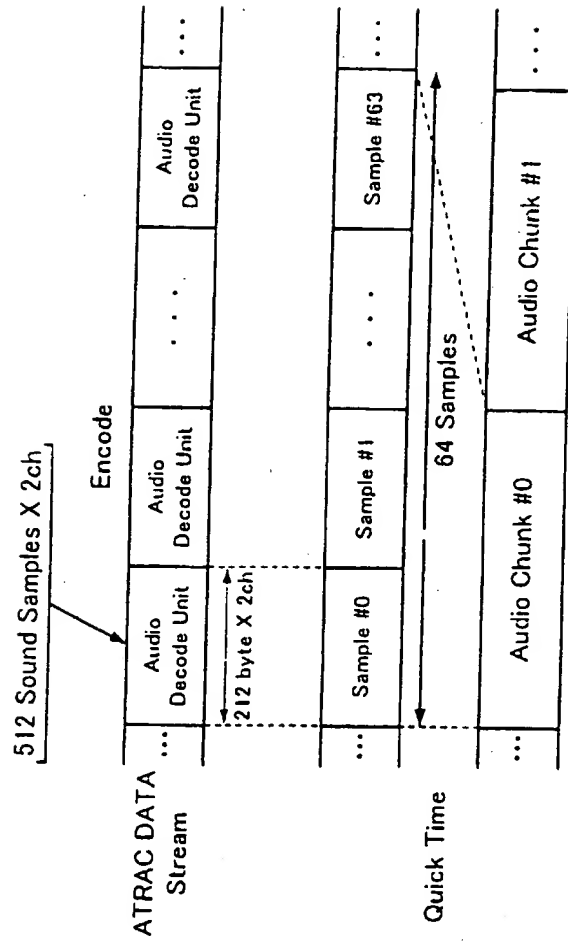 512 Sound Samples X 2ch
Encode
ATRAC DATA
Stream
...
Audio
Decode Unit
Audio
Decode Unit
...
Audio
Decode Unit
...
212 byte X 2ch
Quick Time
...
Sample #0
Sample #1
...
Sample #63
...
64 Samples
...
Audio Chunk #0
Audio Chunk #1
...